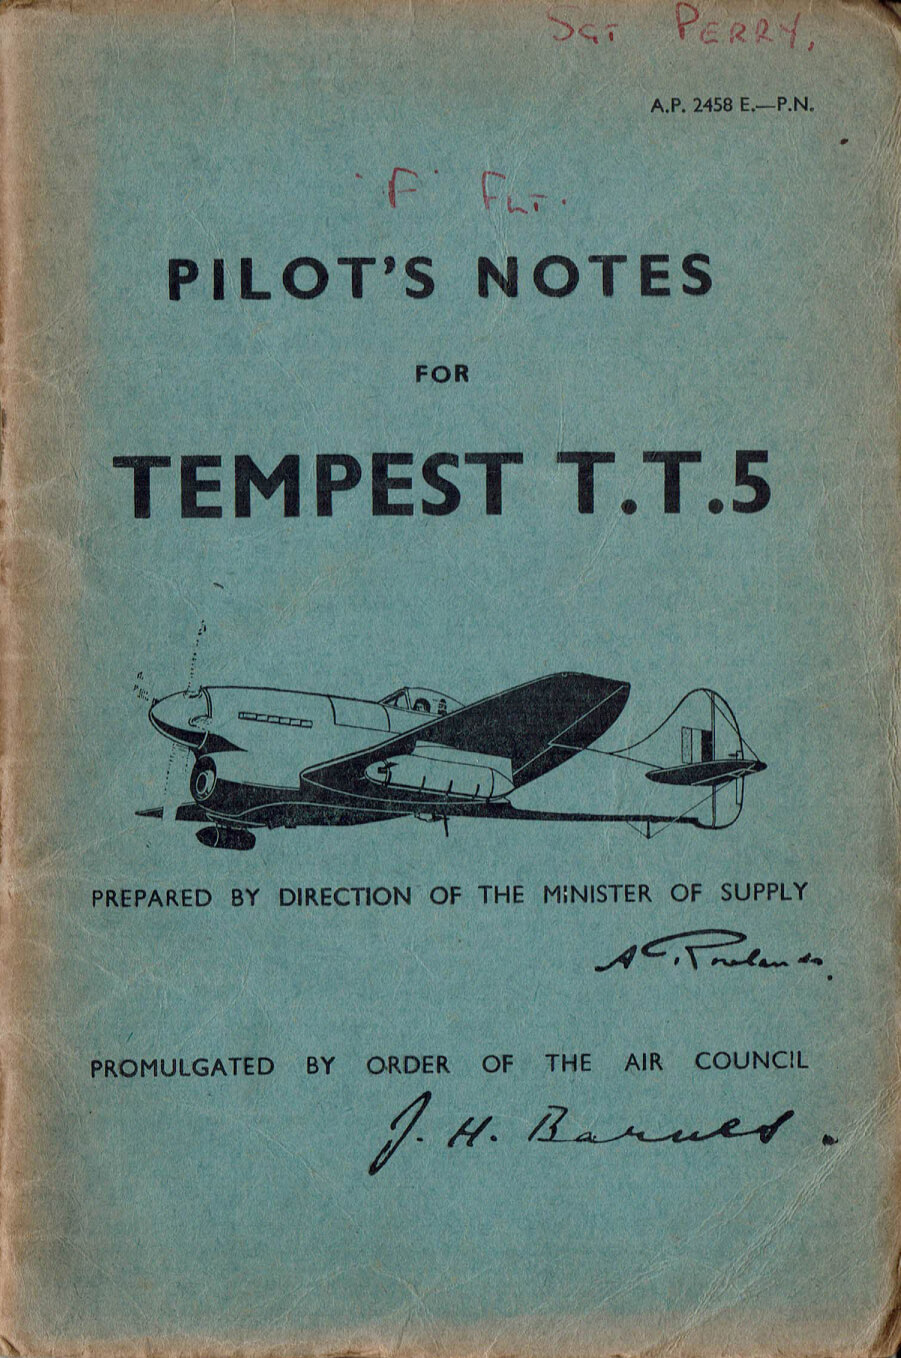 SGT PERRY.
A.P. 2458 E.—P.N.
'F' FLT.
PILOT'S NOTES
FOR
TEMPEST T.T.5
PREPARED BY DIRECTION OF THE MINISTER OF SUPPLY
A Rowlands.
PROMULGATED BY ORDER OF THE AIR COUNCIL
J. H. Barnes.